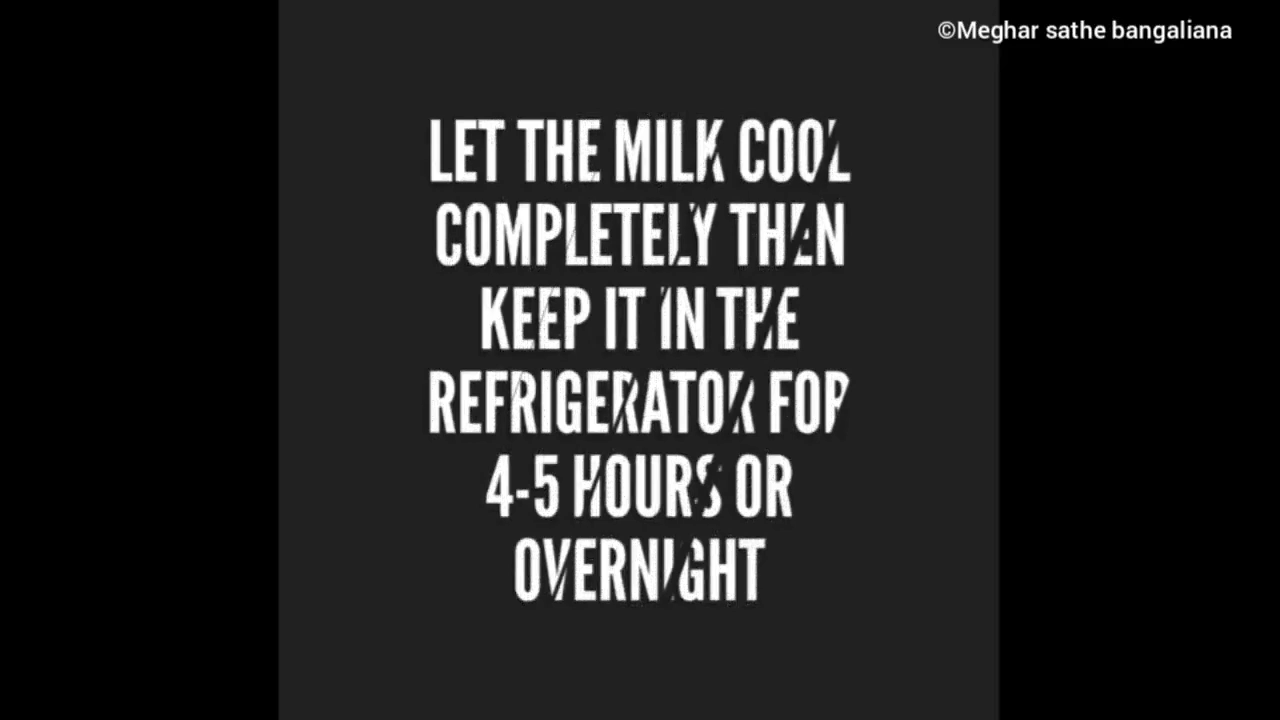 ©Meghar sathe bangaliana
LET THE MILK COOL
COMPLETELY THEN
KEEP IT IN THE
REFRIGERATOR FOR
4-5 HOURS OR
OVERNIGHT